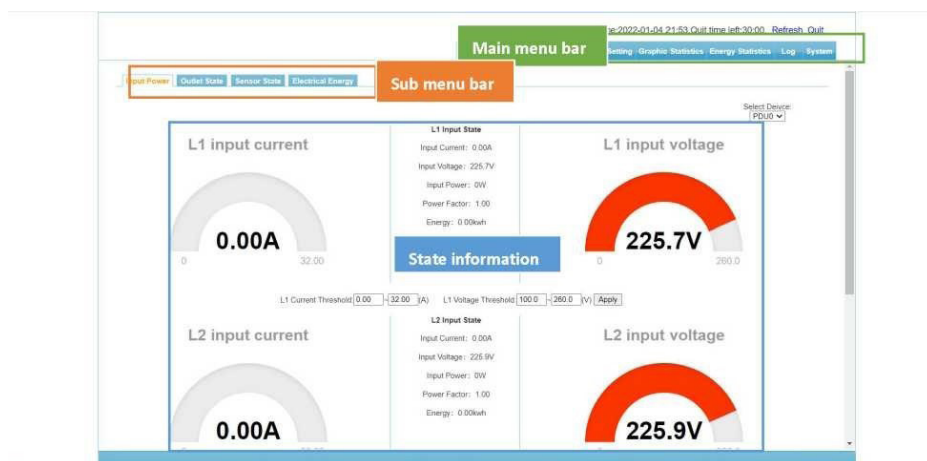 e:2022-01-04 21:53,Quit time left:30:00 Refresh Quit
Main menu bar
Setting Graphic Statistics Energy Statistics Log System
Input Power Outlet State Sensor State Electrical Energy
Sub menu bar
Select Deivce:
PDU0
L1 input current
L1 Input State
Input Current: 0.00A
Input Voltage: 225.7V
Input Power: 0W
Power Factor: 1.00
Energy: 0.00kwh
L1 input voltage
0.00A
0 32.00
State information
225.7V
0 260.0
L1 Current Threshold 0.00 - 32.00 (A) L1 Voltage Threshold 100.0 - 260.0 (V) Apply
L2 input current
L2 Input State
Input Current: 0.00A
Input Voltage: 225.9V
Input Power: 0W
Power Factor: 1.00
Energy: 0.00kwh
L2 input voltage
0.00A
225.9V